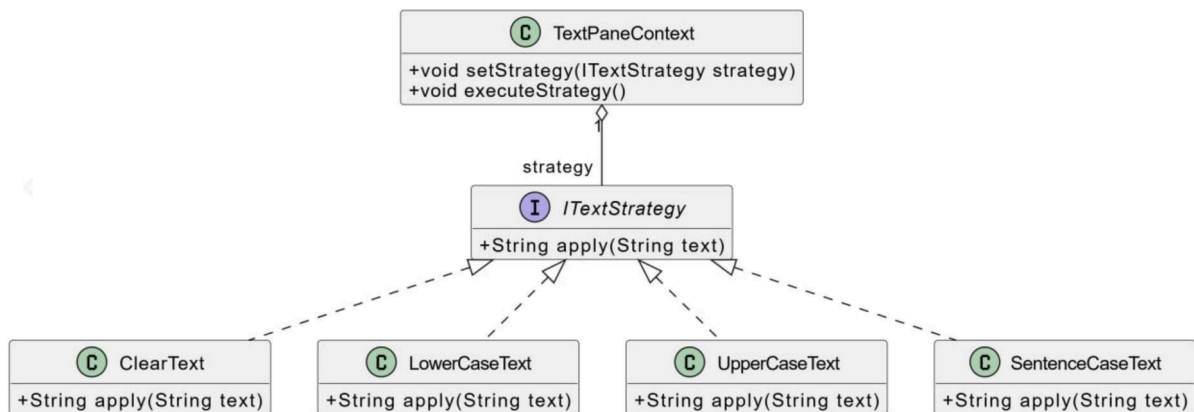 C TextPaneContext
+void setStrategy(ITextStrategy strategy)
+void executeStrategy()
1
strategy
I ITextStrategy
+String apply(String text)
C ClearText
+String apply(String text)
C LowerCaseText
+String apply(String text)
C UpperCaseText
+String apply(String text)
C SentenceCaseText
+String apply(String text)